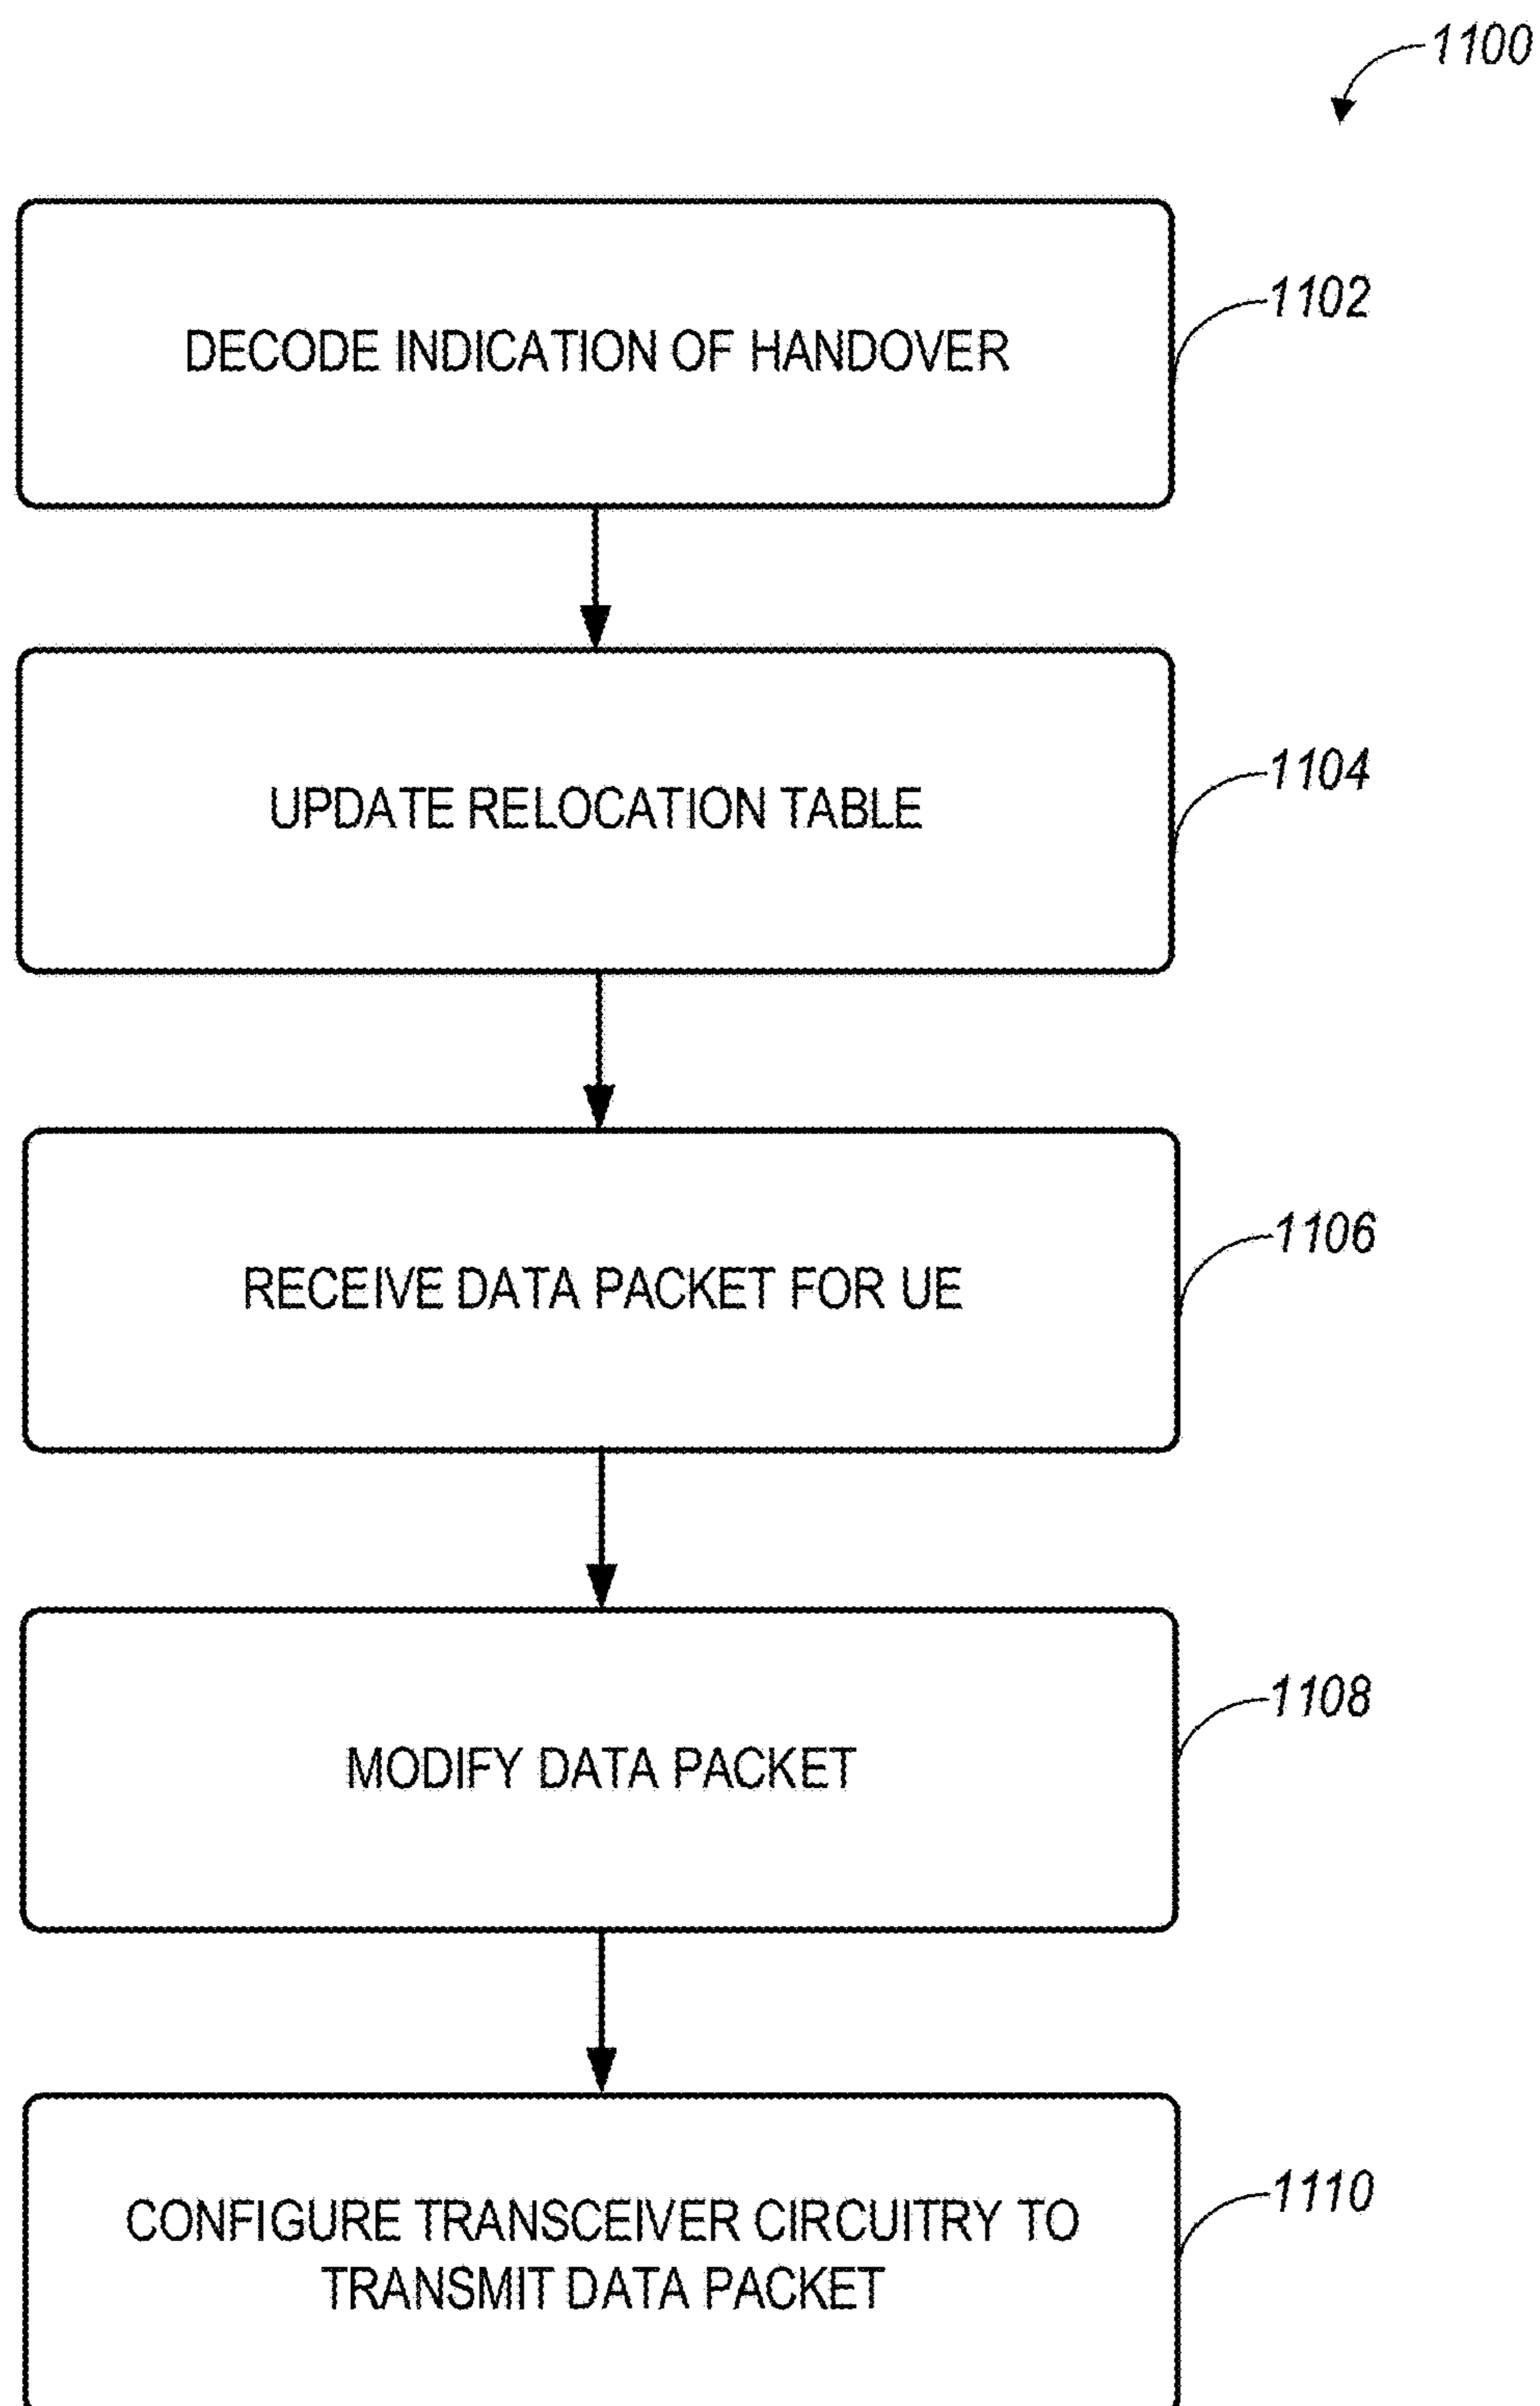 1100
DECODE INDICATION OF HANDOVER
1102
UPDATE RELOCATION TABLE
1104
RECEIVE DATA PACKET FOR UE
1106
MODIFY DATA PACKET
1108
CONFIGURE TRANSCEIVER CIRCUITRY TO
TRANSMIT DATA PACKET
1110